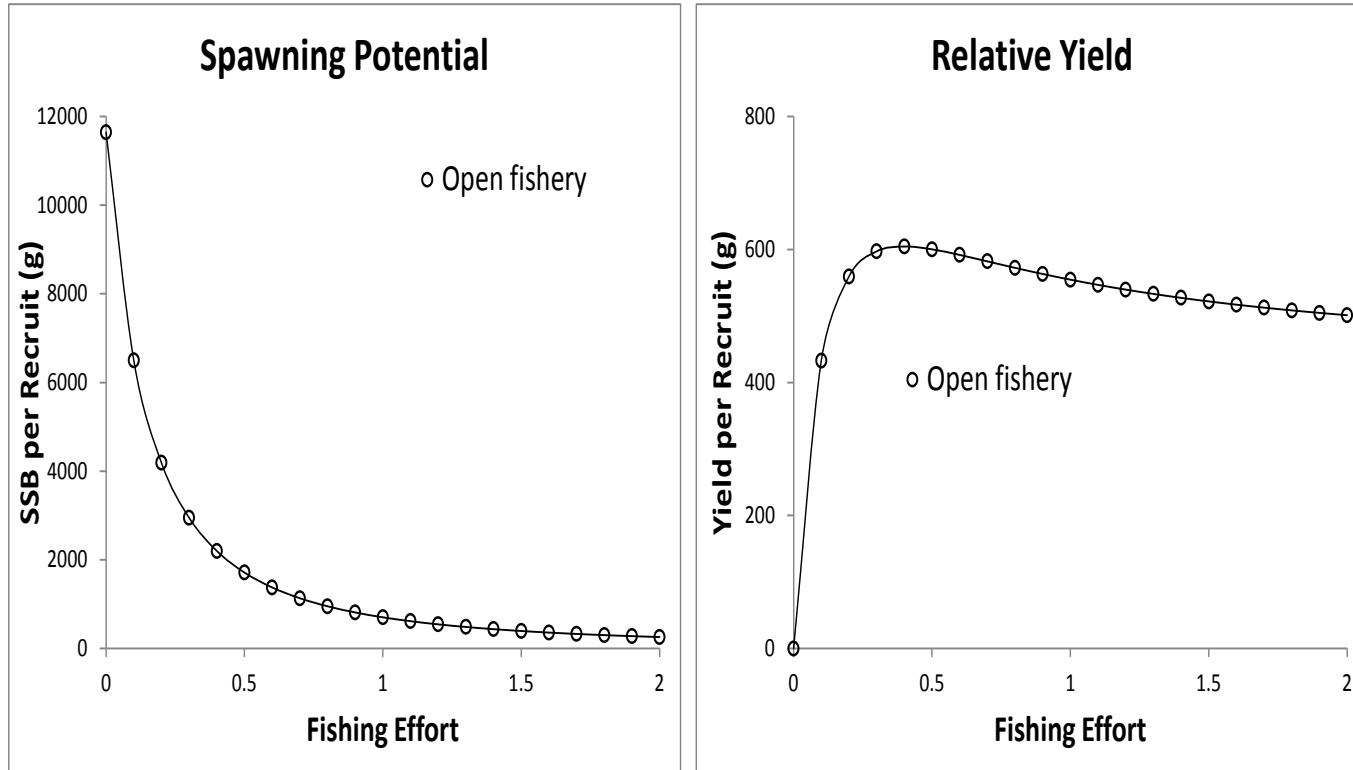 Spawning Potential
12000
10000
8000
6000
4000
2000
0
SSB per Recruit (g)
Open fishery
0 0.5 1 1.5 2
Fishing Effort
Relative Yield
800
600
400
200
0
Yield per Recruit (g)
Open fishery
0 0.5 1 1.5 2
Fishing Effort